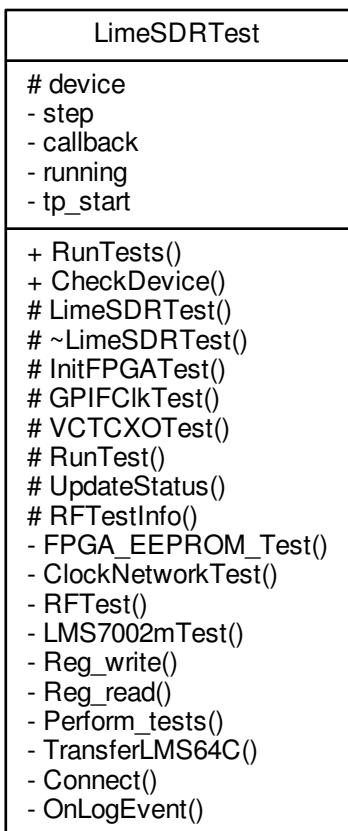 LimeSDRTest
# device
- step
- callback
- running
- tp_start
+ RunTests()
+ CheckDevice()
# LimeSDRTest()
# ~LimeSDRTest()
# InitFPGATest()
# GPIFClkTest()
# VCTCXOTest()
# RunTest()
# UpdateStatus()
# RFTestInfo()
- FPGA_EEPROM_Test()
- ClockNetworkTest()
- RFTest()
- LMS7002mTest()
- Reg_write()
- Reg_read()
- Perform_tests()
- TransferLMS64C()
- Connect()
- OnLogEvent()